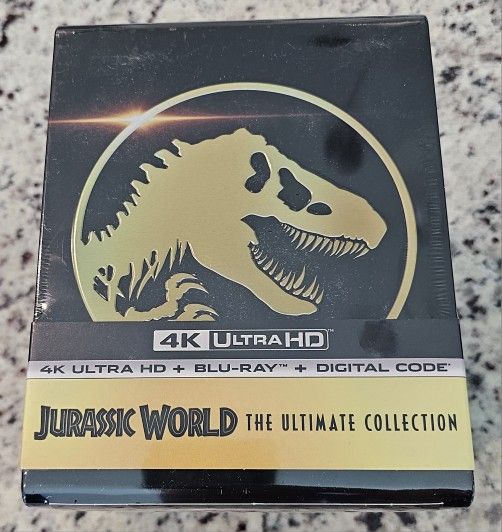 4K ULTRA HD
4K ULTRA HD + BLU-RAY™ + DIGITAL CODE*
JURASSIC WORLD THE ULTIMATE COLLECTION